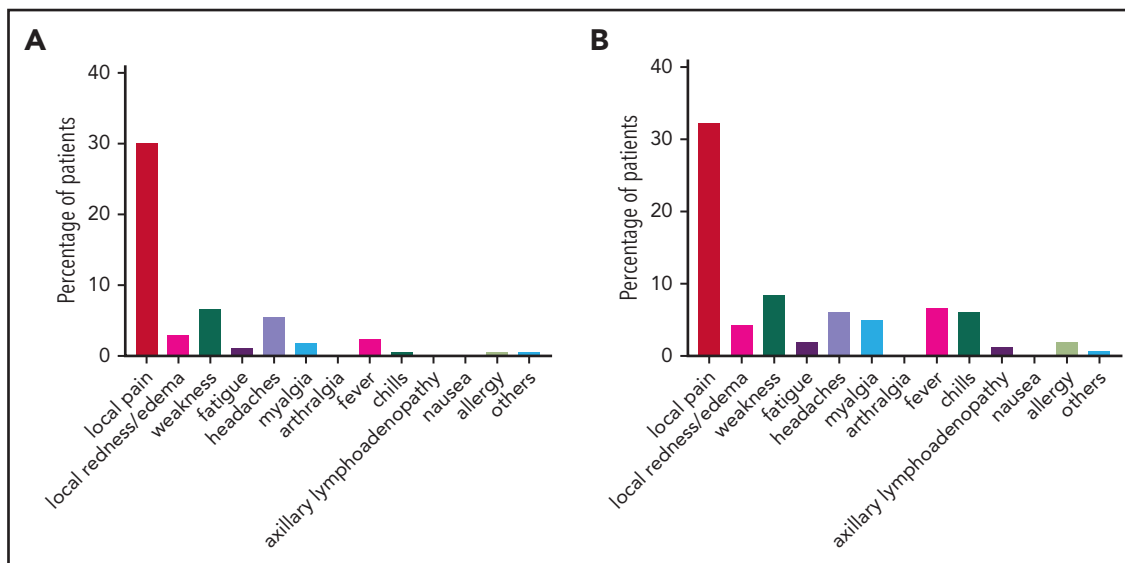 A
Percentage of patients
40
30
20
10
0
local pain
local redness/edema
weakness
fatigue
headaches
myalgia
arthralgia
fever
chills
axillary lymphoadenopathy
nausea
allergy
others
B
Percentage of patients
40
30
20
10
0
local pain
local redness/edema
weakness
fatigue
headaches
myalgia
arthralgia
fever
chills
axillary lymphoadenopathy
nausea
allergy
others